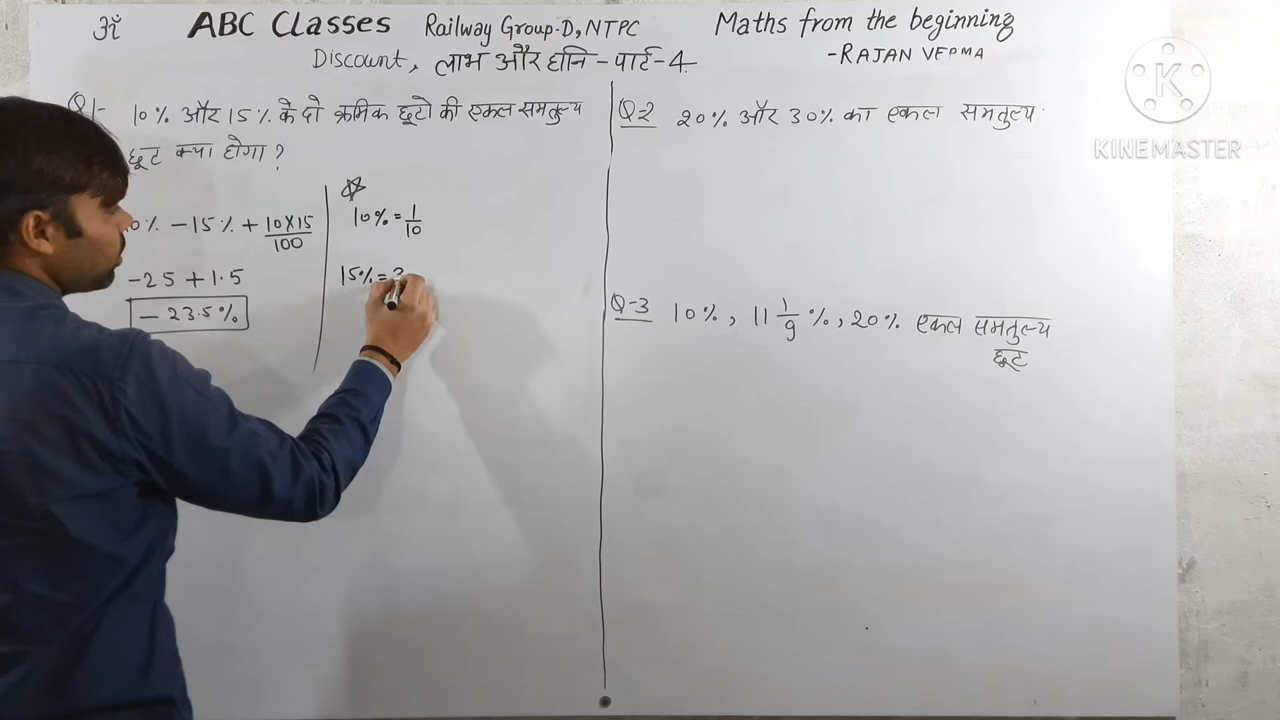 ॐ ABC Classes Railway Group-D, NTPC Maths from the beginning
Discount, लाभ और हानि - पार्ट-4
-RAJAN VERMA
K
KINEMASTER
Q1- 10% और 15% के दो क्रमिक छूटो की एकल समतुल्य
छूट क्या होगा ?
0% - 15% + 10×15/100
-25 + 1.5
- 23.5%
10% = 1/10
15% =
Q-2 20% और 30% का एकल समतुल्य
Q-3 10%, 11 1/9 %, 20% एकल समतुल्य
छूट